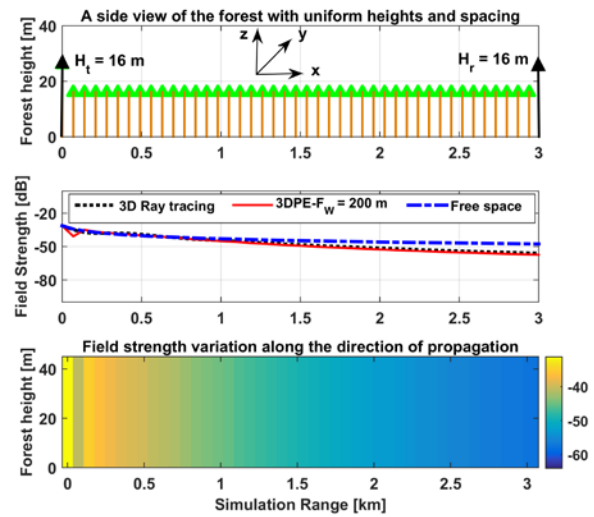 A side view of the forest with uniform heights and spacing
Forest height [m]
40
20
0
H_t = 16 m
z
y
x
H_r = 16 m
0 0.5 1 1.5 2 2.5 3
Field Strength [dB]
-20
-50
-80
3D Ray tracing 3DPE-F_W = 200 m Free space
0 0.5 1 1.5 2 2.5 3
Field strength variation along the direction of propagation
Forest height [m]
40
20
0
-40
-50
-60
0 0.5 1 1.5 2 2.5 3
Simulation Range [km]